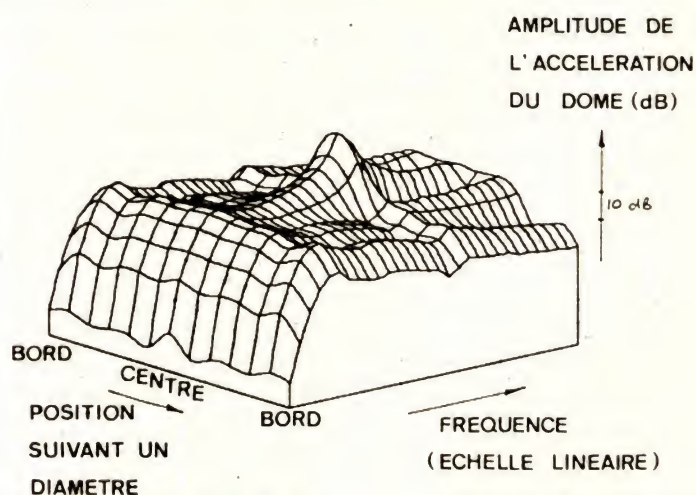 AMPLITUDE DE
L'ACCELERATION
DU DOME (dB)
10 dB
BORD
CENTRE
BORD
POSITION
SUIVANT UN
DIAMETRE
FREQUENCE
(ECHELLE LINEAIRE)